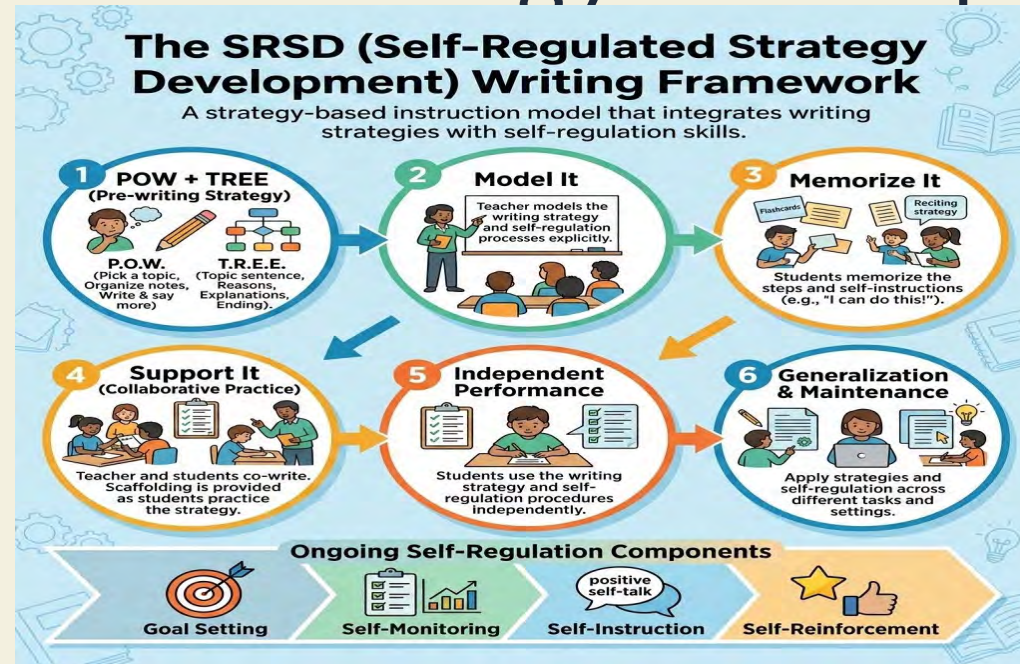 The SRSD (Self-Regulated Strategy
Development) Writing Framework
A strategy-based instruction model that integrates writing
strategies with self-regulation skills.
1
POW + TREE
(Pre-writing Strategy)
P.O.W.
(Pick a topic,
Organize notes,
Write & say
more)
T.R.E.E.
(Topic sentence,
Reasons,
Explanations,
Ending).
2
Model It
Teacher models the
writing strategy
and self-regulation
processes explicitly.
3
Memorize It
Flashcards
Reciting
strategy
Students memorize the
steps and self-instructions
(e.g., "I can do this!").
4
Support It
(Collaborative Practice)
Teacher and students co-write.
Scaffolding is provided
as students practice
the strategy.
5
Independent
Performance
Students use the writing
strategy and self-
regulation procedures
independently.
6
Generalization
& Maintenance
Apply strategies and
self-regulation across
different tasks and
settings.
Ongoing Self-Regulation Components
Goal Setting
Self-Monitoring
positive
self-talk
Self-Instruction
Self-Reinforcement